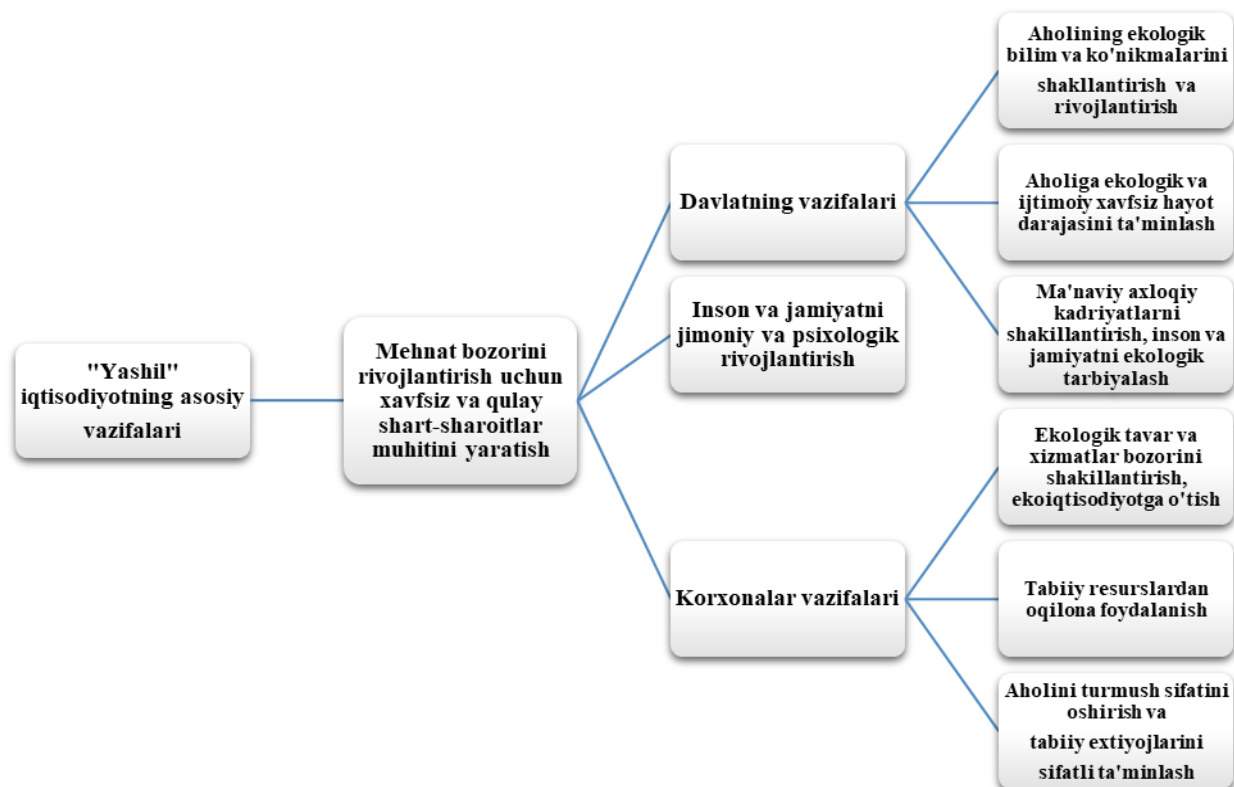 "Yashil"
iqtisodiyotning asosiy
vazifalari
Mehnat bozorini
rivojlantirish uchun
xavfsiz va qulay
shart-sharoitlar
muhitini yaratish
Davlatning vazifalari
Aholining ekologik
bilim va ko'nikmalarini
shakllantirish va
rivojlantirish
Aholiga ekologik va
ijtimoiy xavfsiz hayot
darajasini ta'minlash
Ma'naviy axloqiy
kadriyatlarni
shakillantirish, inson va
jamiyatni ekologik
tarbiyalash
Inson va jamiyatni
jimoniy va psixologik
rivojlantirish
Korxonalar vazifalari
Ekologik tavar va
xizmatlar bozorini
shakillantirish,
ekoiqtisodiyotga o'tish
Tabiiy resurslardan
oqilona foydalanish
Aholini turmush sifatini
oshirish va
tabiiy extiyojlarini
sifatli ta'minlash